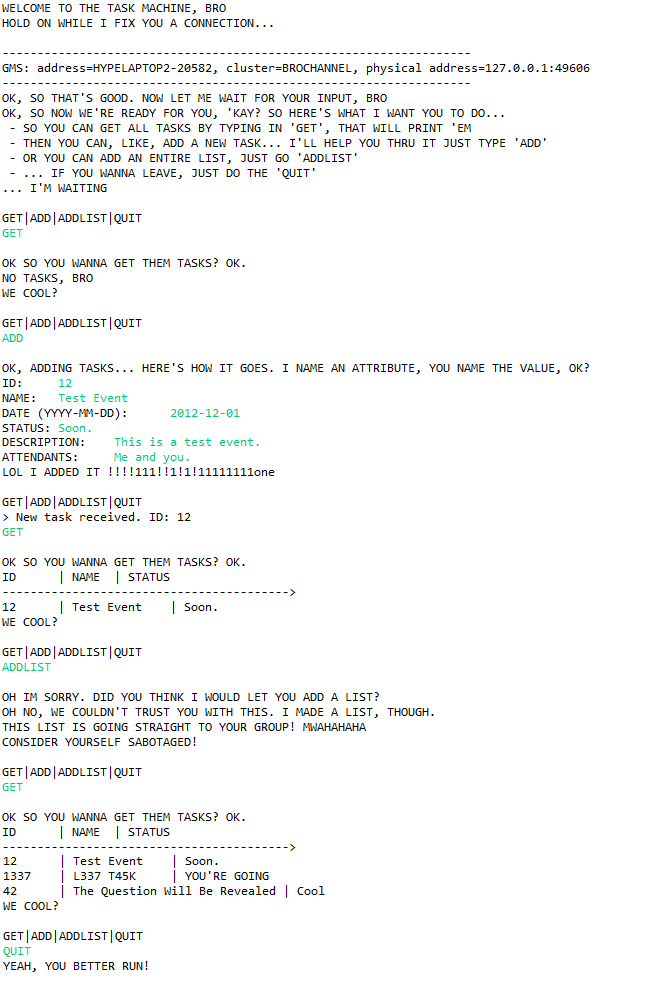 WELCOME TO THE TASK MACHINE, BRO
HOLD ON WHILE I FIX YOU A CONNECTION...
-------------------------------------------------------------------
GMS: address=HYPELAPTOP2-20582, cluster=BROCHANNEL, physical address=127.0.0.1:49606
-------------------------------------------------------------------
OK, SO THAT'S GOOD. NOW LET ME WAIT FOR YOUR INPUT, BRO
OK, SO NOW WE'RE READY FOR YOU, 'KAY? SO HERE'S WHAT I WANT YOU TO DO...
- SO YOU CAN GET ALL TASKS BY TYPING IN 'GET', THAT WILL PRINT 'EM
- THEN YOU CAN, LIKE, ADD A NEW TASK... I'LL HELP YOU THRU IT JUST TYPE 'ADD'
- OR YOU CAN ADD AN ENTIRE LIST, JUST GO 'ADDLIST'
- ... IF YOU WANNA LEAVE, JUST DO THE 'QUIT'
... I'M WAITING
GET|ADD|ADDLIST|QUIT
GET
OK SO YOU WANNA GET THEM TASKS? OK.
NO TASKS, BRO
WE COOL?
GET|ADD|ADDLIST|QUIT
ADD
OK, ADDING TASKS... HERE'S HOW IT GOES. I NAME AN ATTRIBUTE, YOU NAME THE VALUE, OK?
ID: 12
NAME: Test Event
DATE (YYYY-MM-DD): 2012-12-01
STATUS: Soon.
DESCRIPTION: This is a test event.
ATTENDANTS: Me and you.
LOL I ADDED IT !!!!111!!1!1!11111111one
GET|ADD|ADDLIST|QUIT
> New task received. ID: 12
GET
OK SO YOU WANNA GET THEM TASKS? OK.
ID | NAME | STATUS
----------------------------------------->
12 | Test Event | Soon.
WE COOL?
GET|ADD|ADDLIST|QUIT
ADDLIST
OH IM SORRY. DID YOU THINK I WOULD LET YOU ADD A LIST?
OH NO, WE COULDN'T TRUST YOU WITH THIS. I MADE A LIST, THOUGH.
THIS LIST IS GOING STRAIGHT TO YOUR GROUP! MWAHAHAHA
CONSIDER YOURSELF SABOTAGED!
GET|ADD|ADDLIST|QUIT
GET
OK SO YOU WANNA GET THEM TASKS? OK.
ID | NAME | STATUS
----------------------------------------->
12 | Test Event | Soon.
1337 | L337 T45K | YOU'RE GOING
42 | The Question Will Be Revealed | Cool
WE COOL?
GET|ADD|ADDLIST|QUIT
QUIT
YEAH, YOU BETTER RUN!